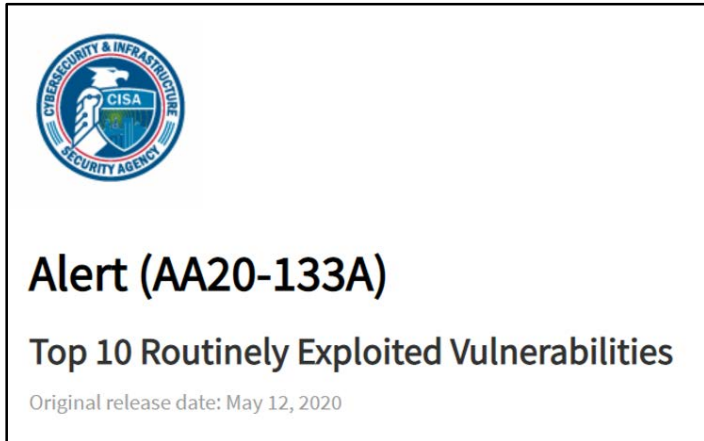 CYBERSECURITY & INFRASTRUCTURE
CISA
SECURITY AGENCY
Alert (AA20-133A)
Top 10 Routinely Exploited Vulnerabilities
Original release date: May 12, 2020